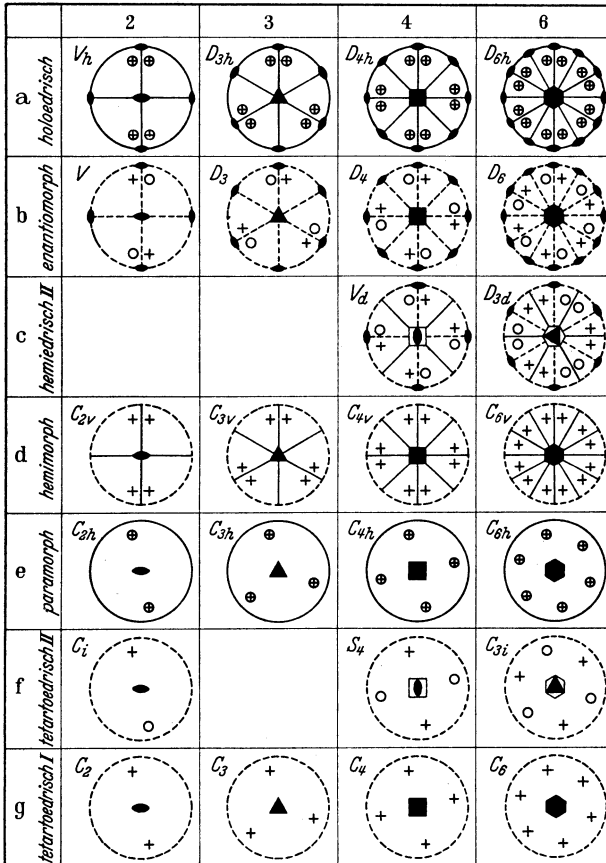 2 3 4 6
a holoedrisch V_h D_3h D_4h D_6h
b enantiomorph V D_3 D_4 D_6
c hemiedrisch II V_d D_3d
d hemimorph C_2v C_3v C_4v C_6v
e paramorph C_2h C_3h C_4h C_6h
f tetartoedrisch II C_i S_4 C_3i
g tetartoedrisch I C_2 C_3 C_4 C_6